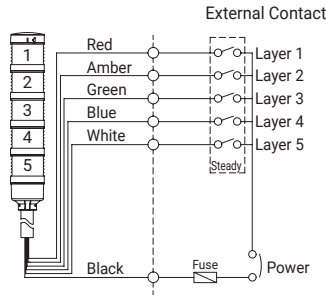 External Contact
Red
Layer 1
Amber
Layer 2
Green
Layer 3
Blue
Layer 4
White
Layer 5
1
2
3
4
5
Steady
Black
Fuse
Power